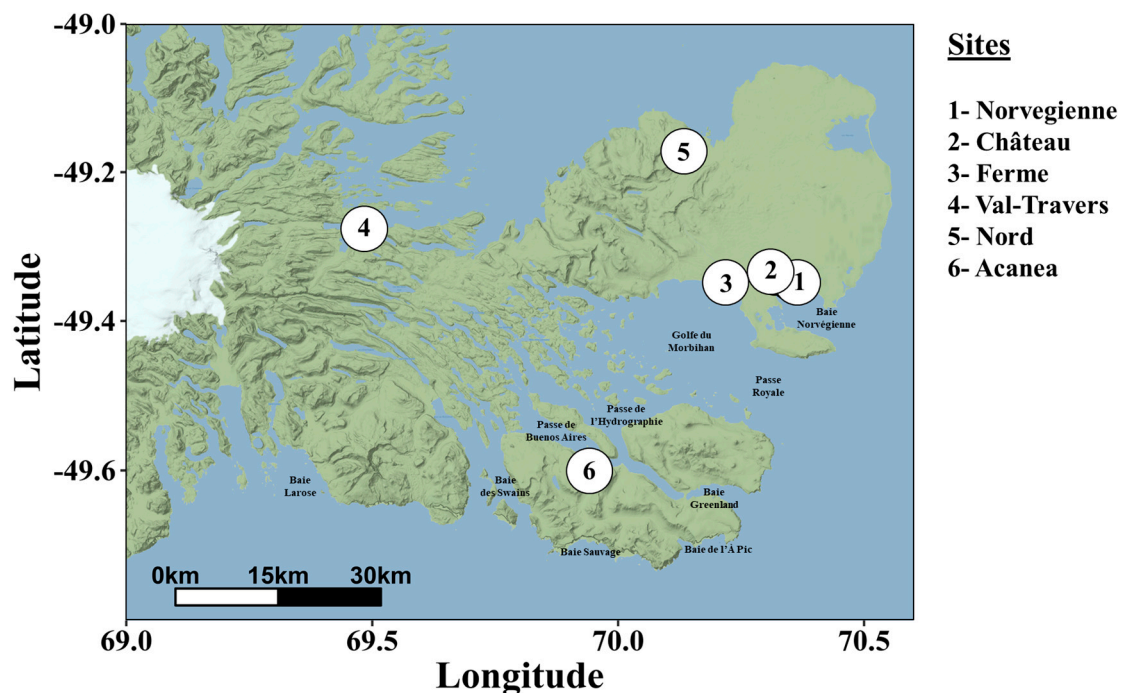 -49.0
-49.2
-49.4
-49.6
Latitude
5
4
3
2
1
6
Baie
Norvégienne
Golfe du
Morbihan
Passe
Royale
Passe de
l'Hydrographie
Passe de
Buenos Aires
Baie
Larose
Baie
des Swains
Baie
Greenland
Baie Sauvage
Baie de l'À Pic
0km 15km 30km
69.0 69.5 70.0 70.5
Longitude
Sites
1- Norvegienne
2- Château
3- Ferme
4- Val-Travers
5- Nord
6- Acanea